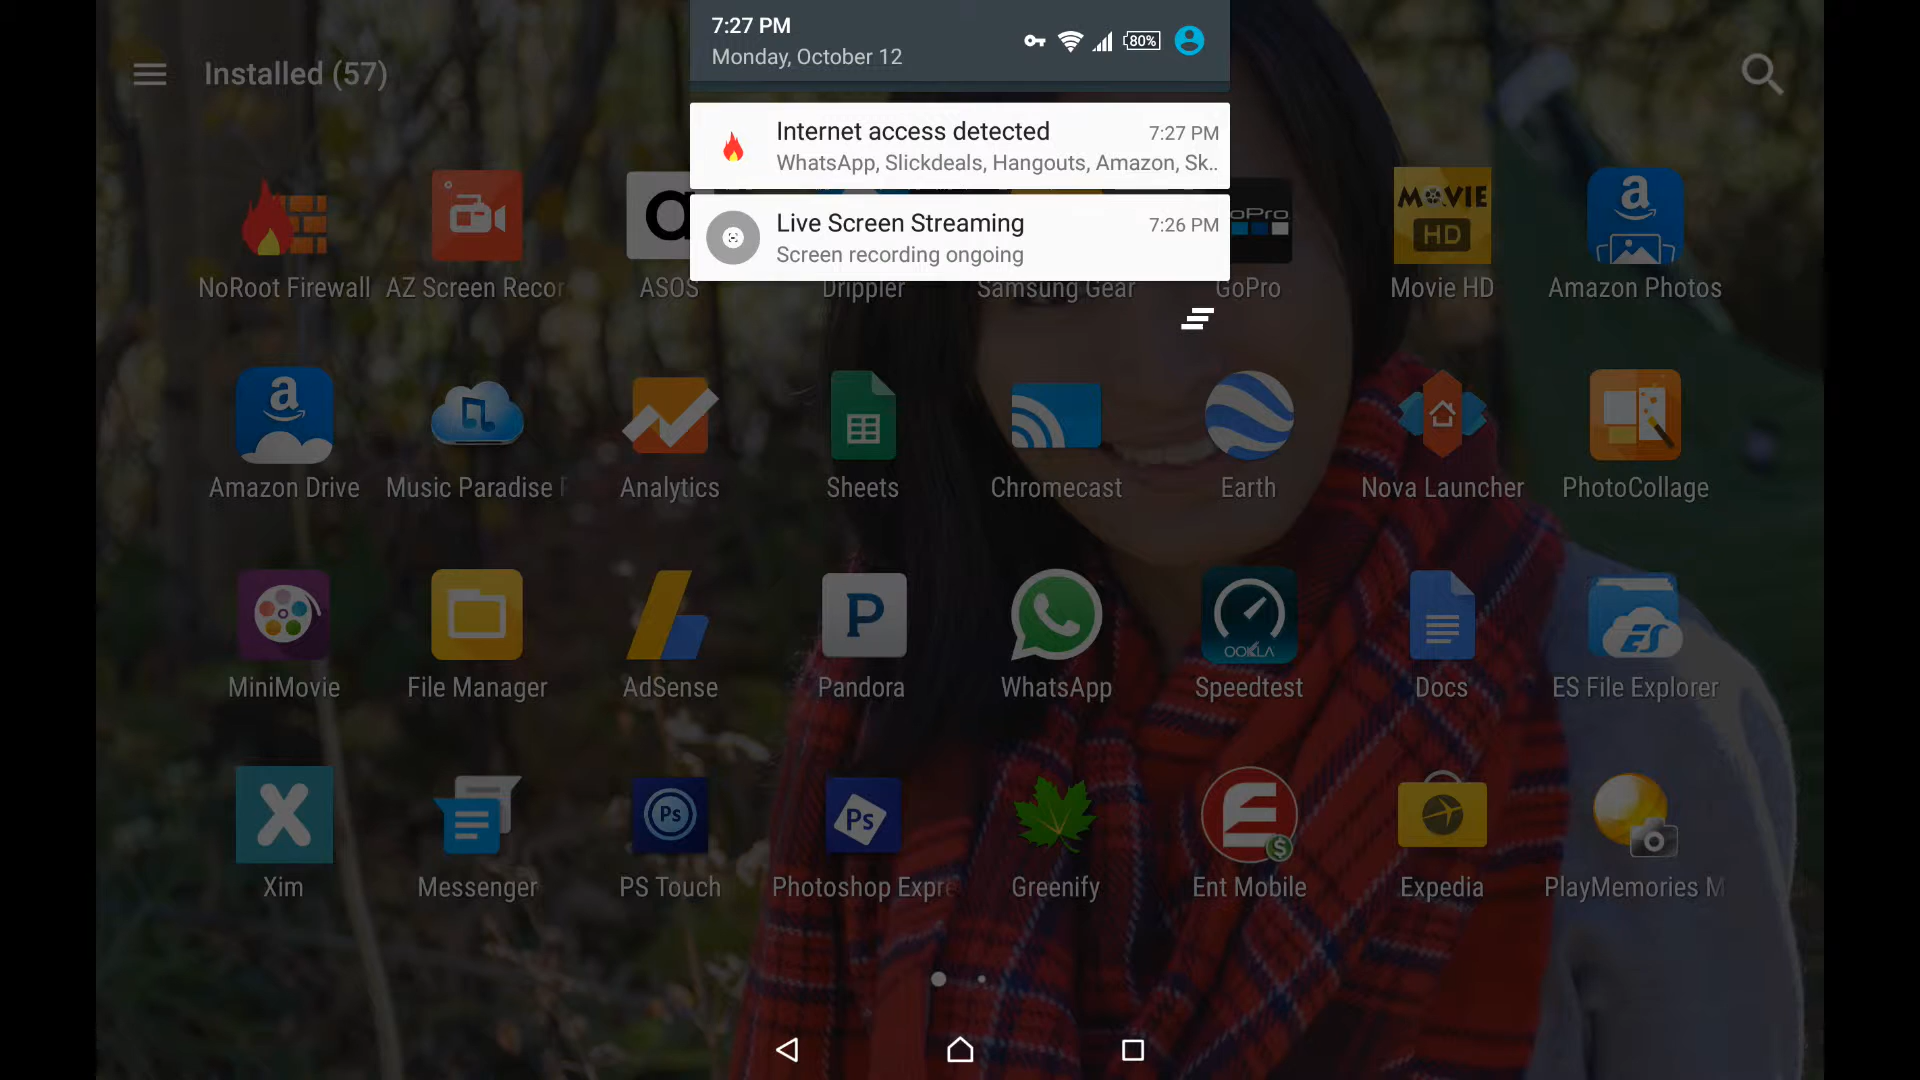 7:27 PM
Monday, October 12
80%
Installed (57)
Internet access detected
7:27 PM
WhatsApp, Slickdeals, Hangouts, Amazon, Sk..
Live Screen Streaming
7:26 PM
Screen recording ongoing
MOVIE
HD
NoRoot Firewall
AZ Screen Recor
ASOS
Drippler
Samsung Gear
GoPro
Movie HD
Amazon Photos
Amazon Drive
Music Paradise
Analytics
Sheets
Chromecast
Earth
Nova Launcher
PhotoCollage
P
OOKLA
ES
MiniMovie
File Manager
AdSense
Pandora
WhatsApp
Speedtest
Docs
ES File Explorer
Ps
Ps
Xim
Messenger
PS Touch
Photoshop Expre
Greenify
Ent Mobile
Expedia
PlayMemories M